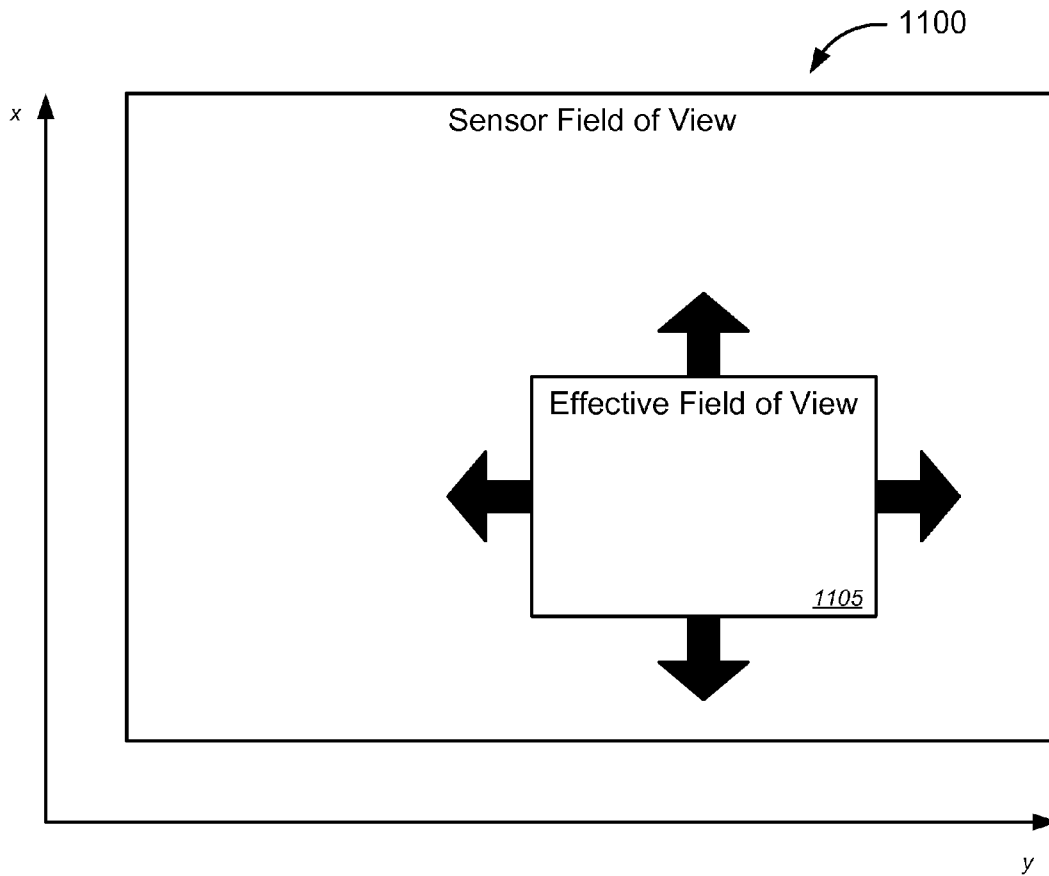 1100
x
Sensor Field of View
Effective Field of View
1105
y